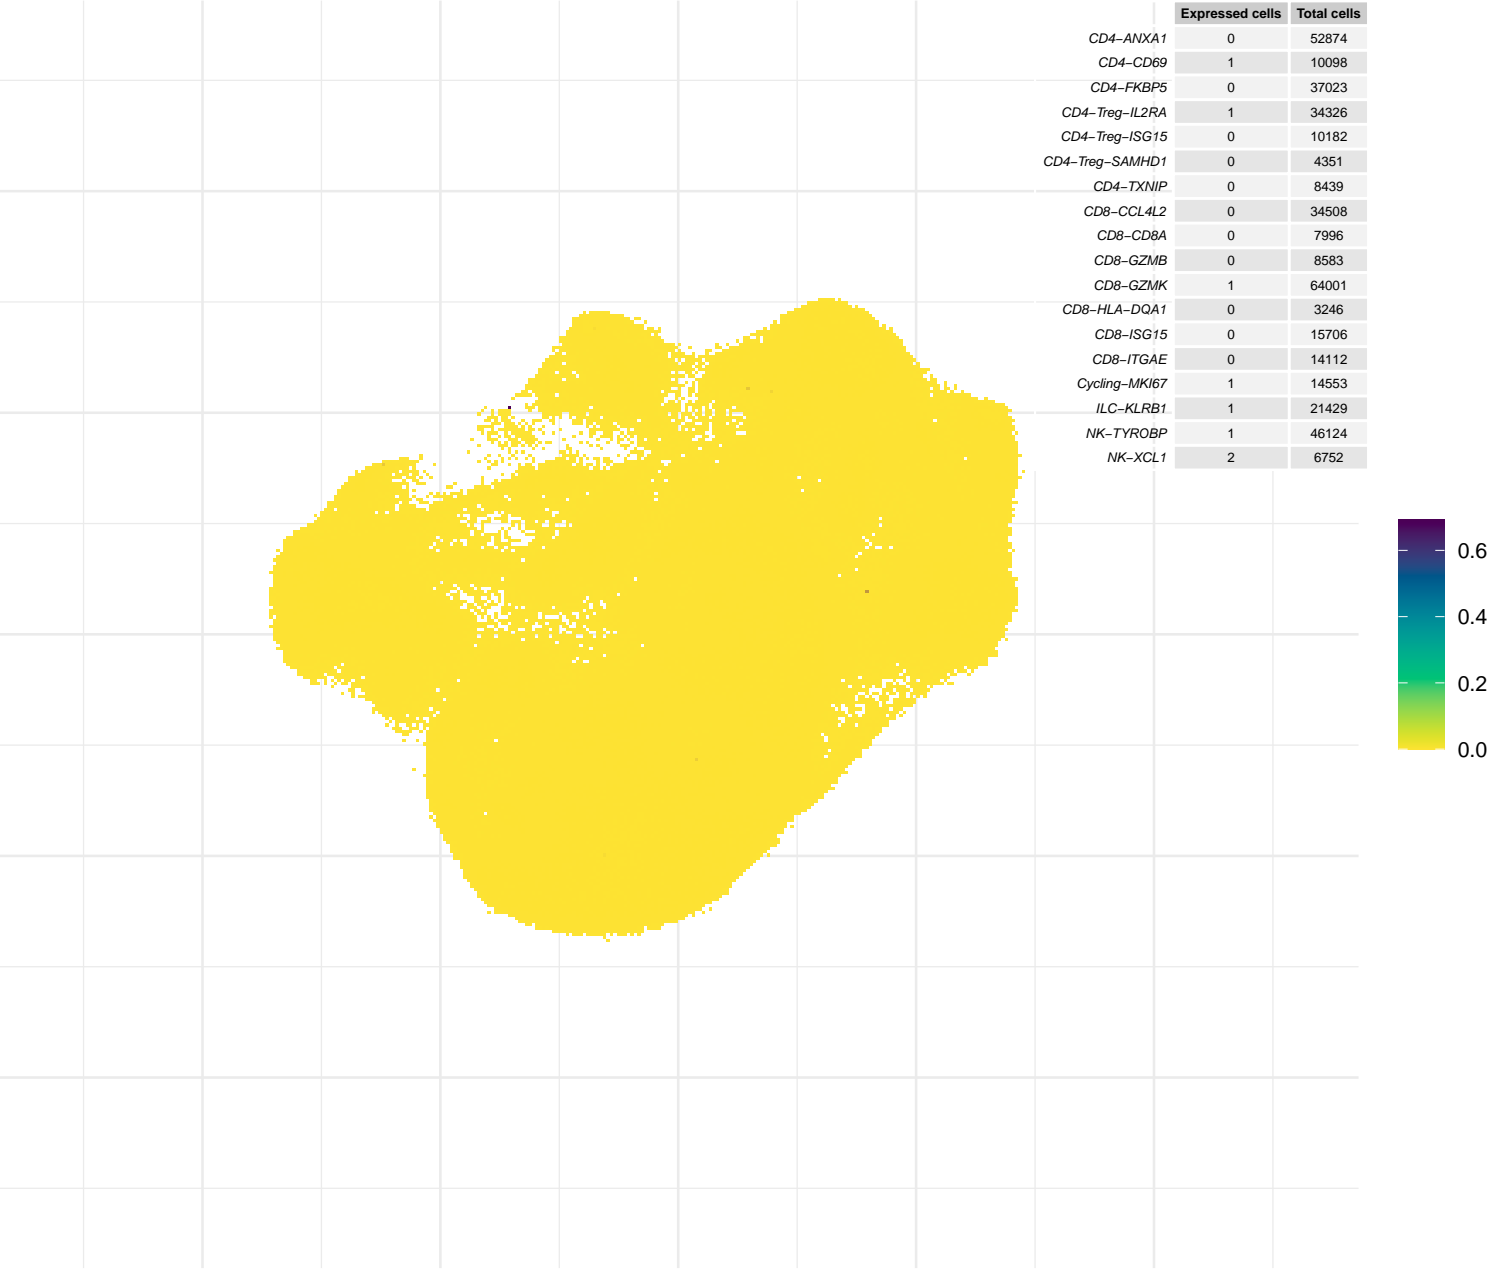 Expressed cells Total cells
CD4−ANXA1 0 52874
CD4−CD69 1 10098
CD4−FKBP5 0 37023
CD4−Treg−IL2RA 1 34326
CD4−Treg−ISG15 0 10182
CD4−Treg−SAMHD1 0 4351
CD4−TXNIP 0 8439
CD8−CCL4L2 0 34508
CD8−CD8A 0 7996
CD8−GZMB 0 8583
CD8−GZMK 1 64001
CD8−HLA−DQA1 0 3246
CD8−ISG15 0 15706
CD8−ITGAE 0 14112
Cycling−MKI67 1 14553
ILC−KLRB1 1 21429
NK−TYROBP 1 46124
NK−XCL1 2 6752
0.6
0.4
0.2
0.0